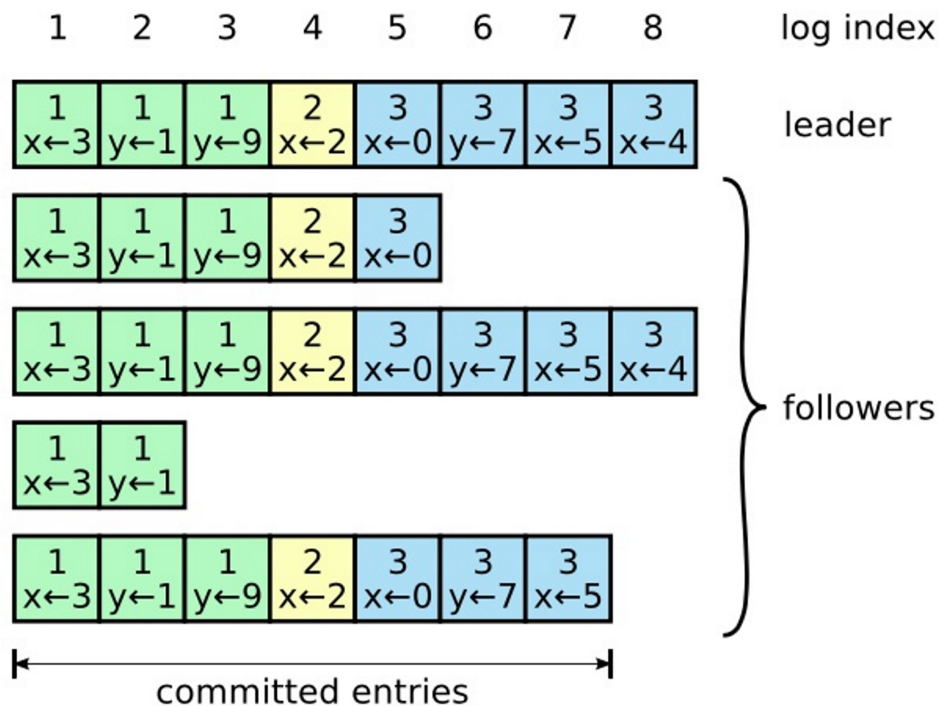 1 2 3 4 5 6 7 8 log index
1 1 1 2 3 3 3 3
x←3 y←1 y←9 x←2 x←0 y←7 x←5 x←4
leader
1 1 1 2 3
x←3 y←1 y←9 x←2 x←0
1 1 1 2 3 3 3 3
x←3 y←1 y←9 x←2 x←0 y←7 x←5 x←4
followers
1 1
x←3 y←1
1 1 1 2 3 3 3
x←3 y←1 y←9 x←2 x←0 y←7 x←5
committed entries